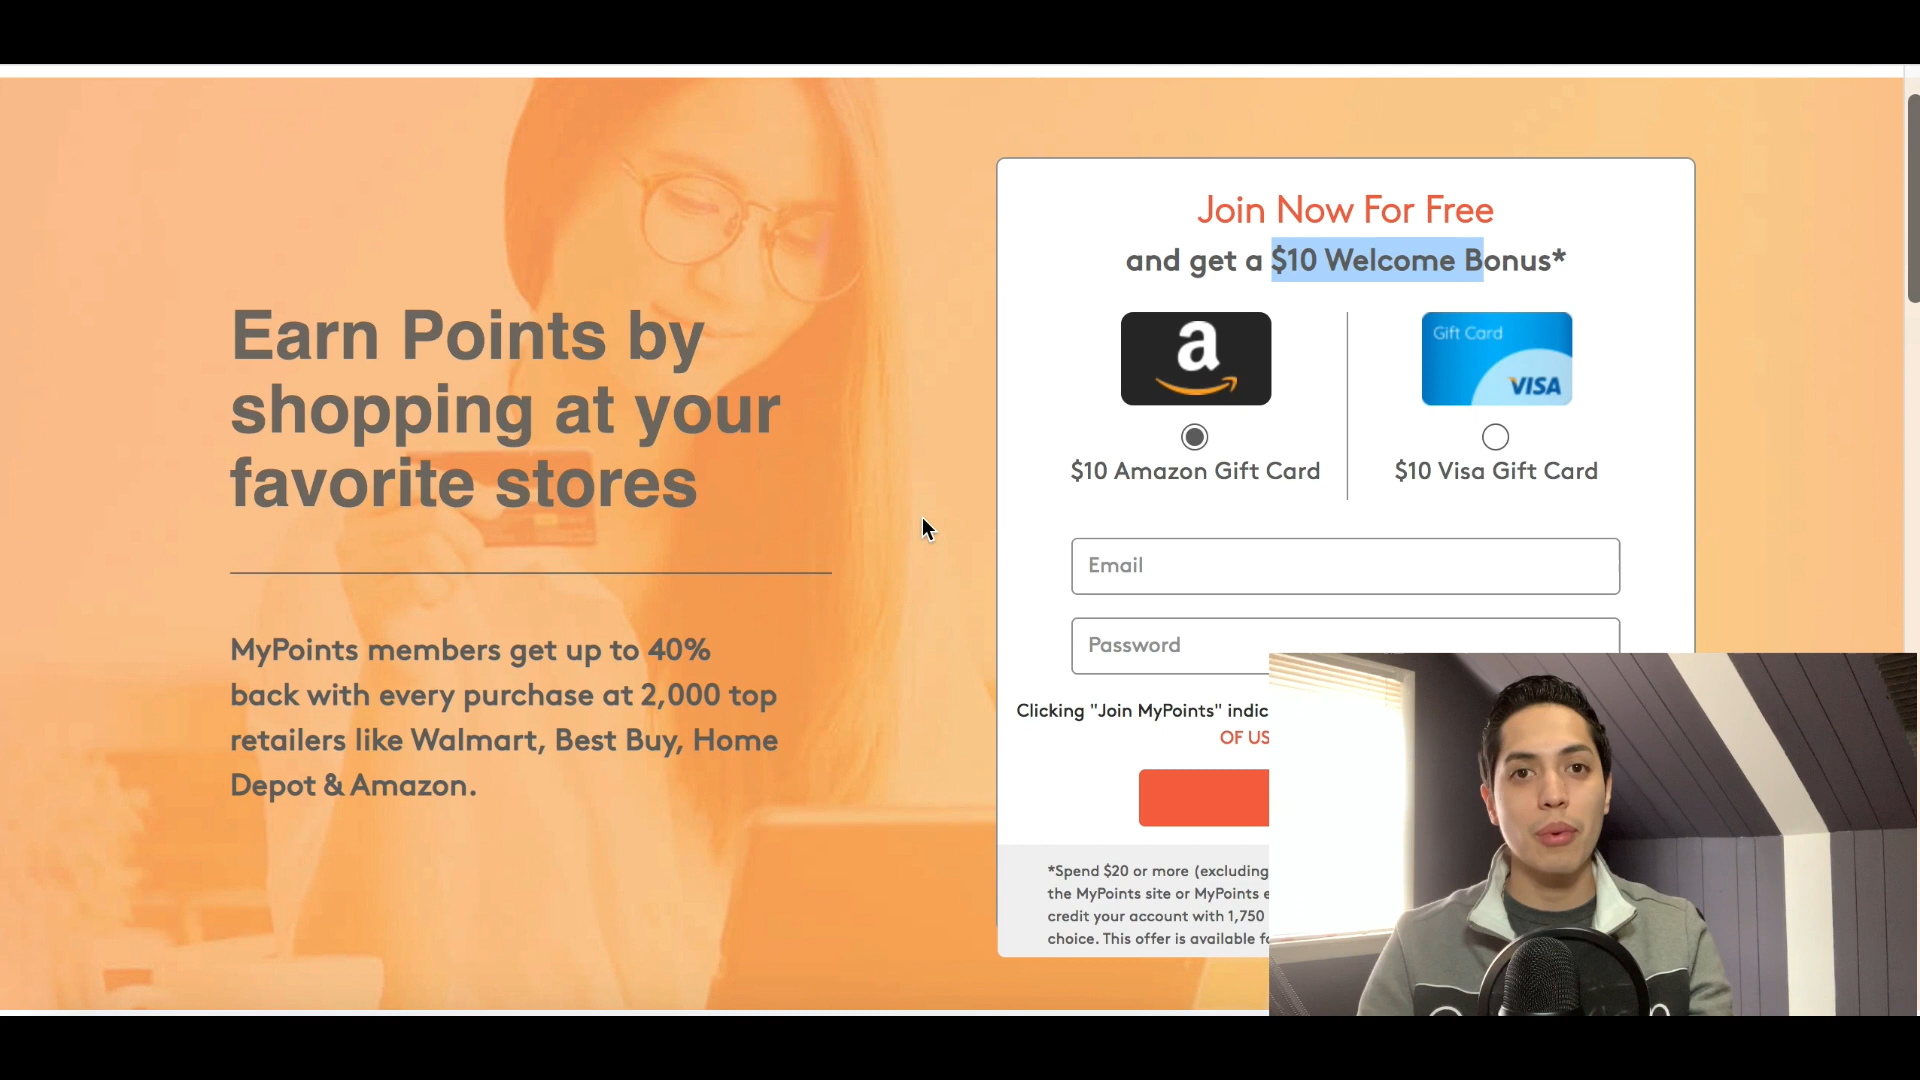 Earn Points by
shopping at your
favorite stores
MyPoints members get up to 40%
back with every purchase at 2,000 top
retailers like Walmart, Best Buy, Home
Depot & Amazon.
Join Now For Free
and get a $10 Welcome Bonus*
a
Gift Card
VISA
$10 Amazon Gift Card
$10 Visa Gift Card
Email
Password
Clicking "Join MyPoints" indic
OF US
*Spend $20 or more (excluding
the MyPoints site or MyPoints e
credit your account with 1,750
choice. This offer is available fo